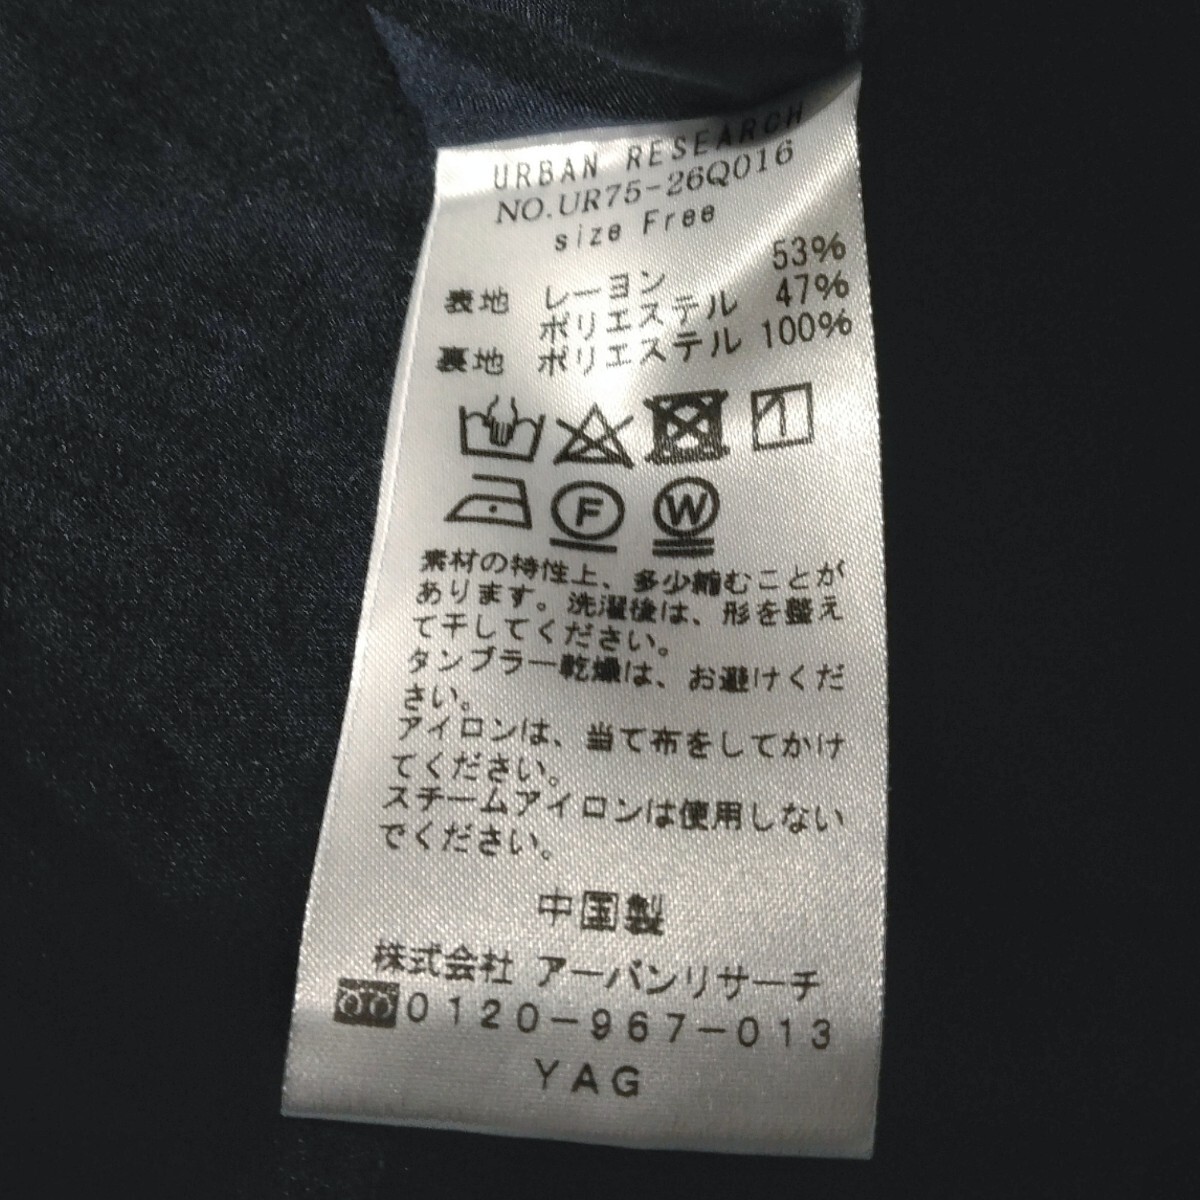 URBAN RESEARCH
NO.UR75-26Q016
size Free
表地 レーヨン 53%
ポリエステル 47%
裏地 ポリエステル 100%
F W
素材の特性上、多少縮むことが
あります。洗濯後は、形を整え
て干してください。
タンブラー乾燥は、お避けくだ
さい。
アイロンは、当て布をしてかけ
てください。
スチームアイロンは使用しない
でください。
中国製
株式会社 アーバンリサーチ
0120-967-013
YAG